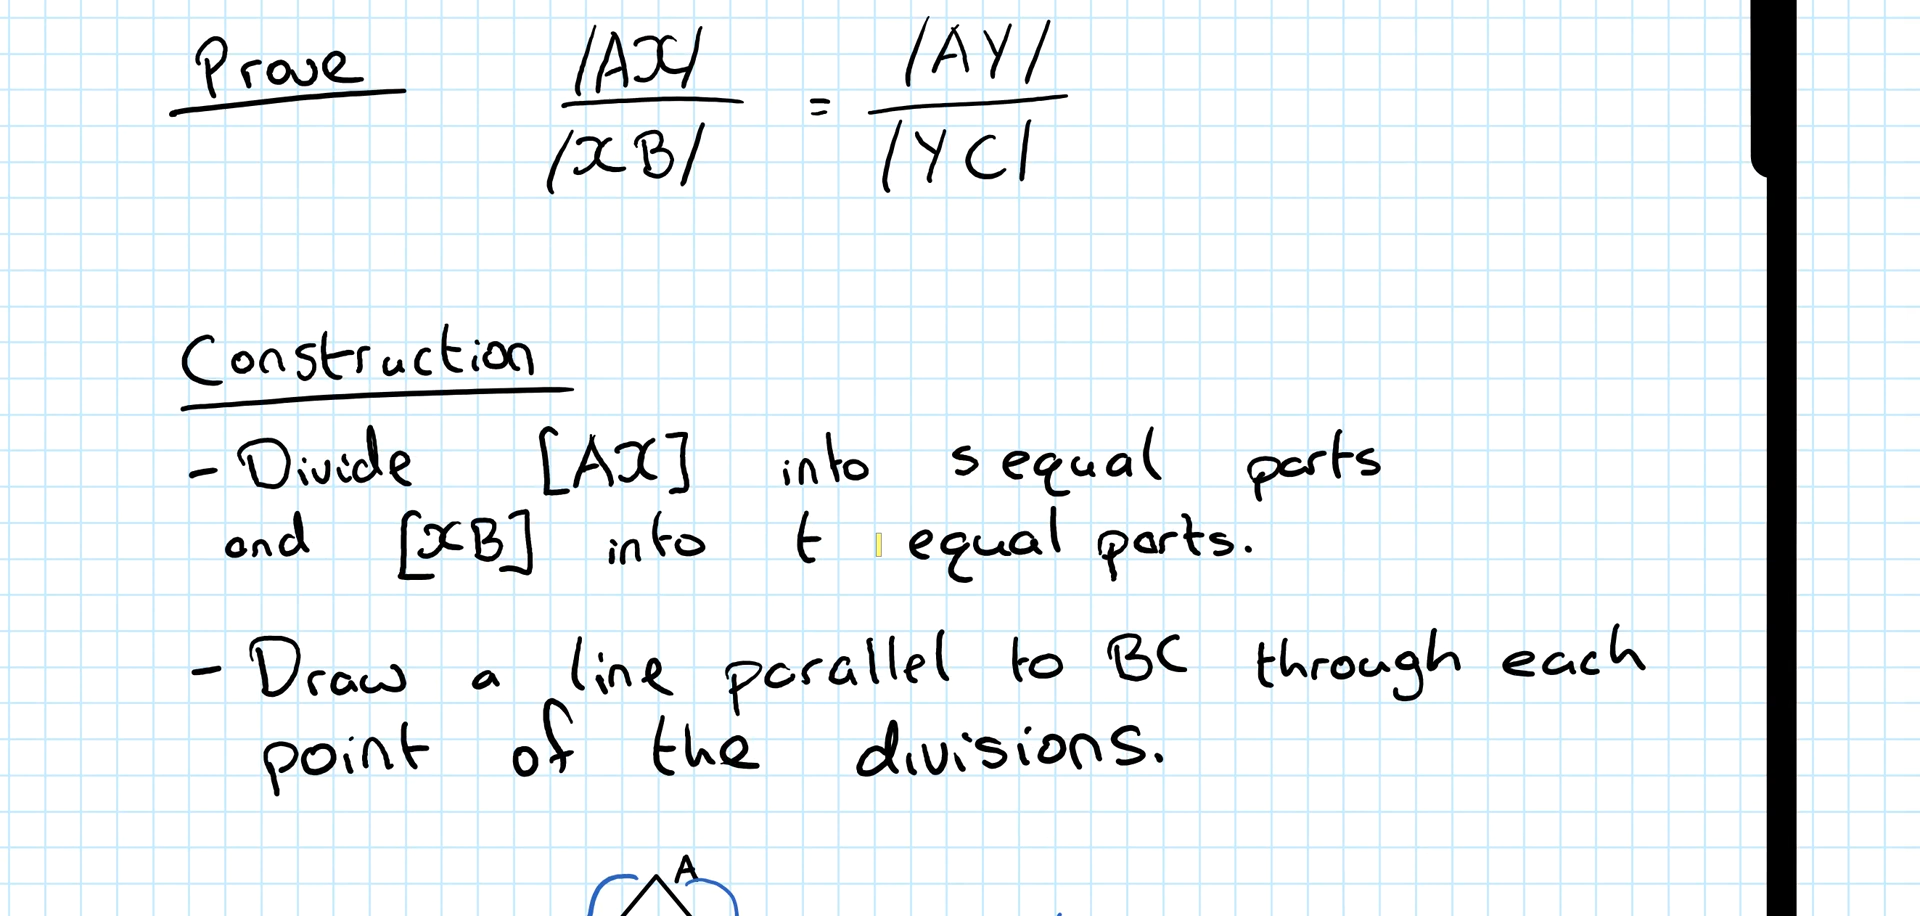 Prove |AX| / |XB| = |AY| / |YC|
Construction
- Divide [AX] into s equal parts
and [XB] into t equal parts.
- Draw a line parallel to BC through each
point of the divisions.
A